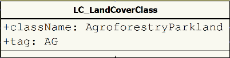 LC_LandCoverClass
+className: AgroforestryParkland
+tag: AG